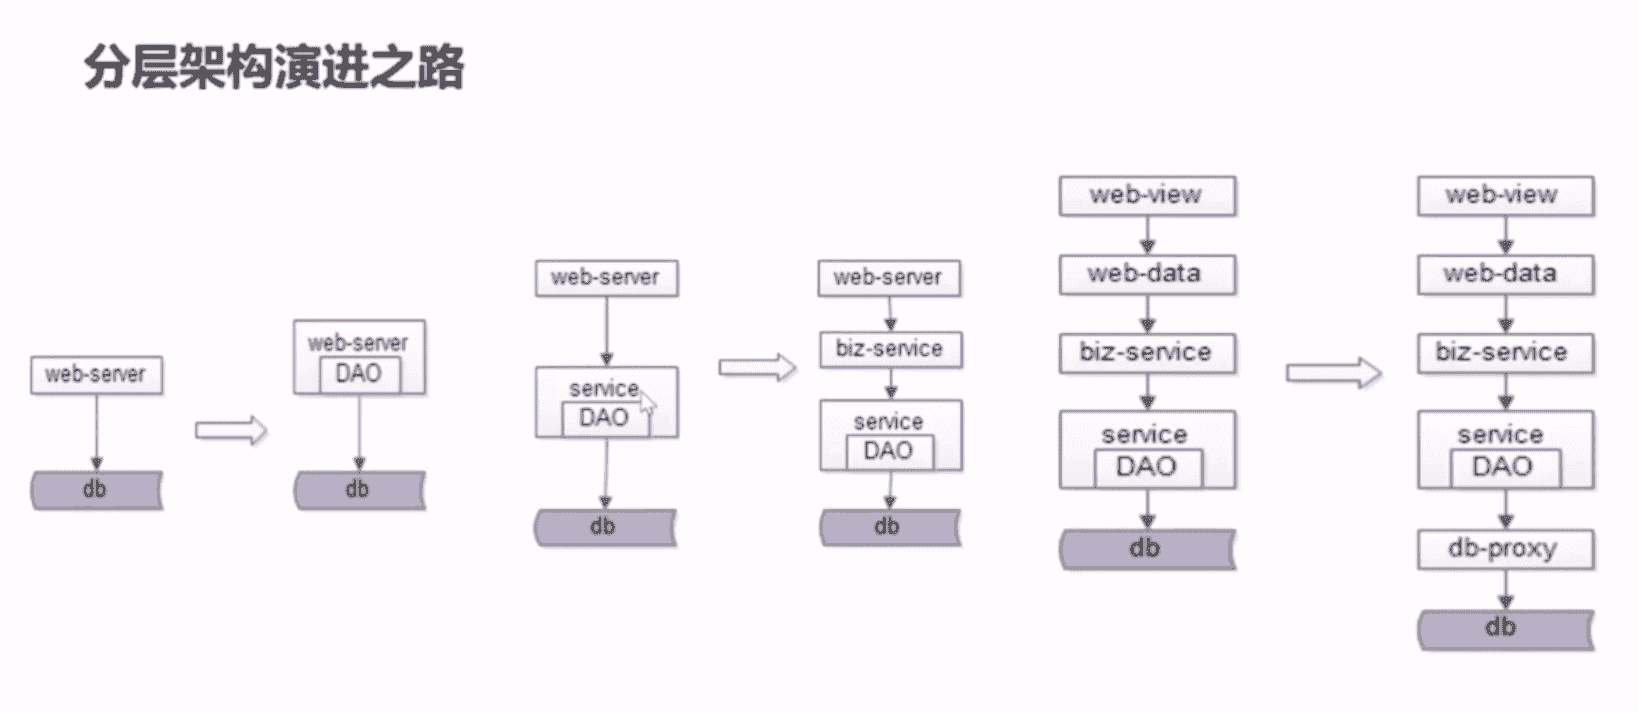 分层架构演进之路
web-server
db
web-server
DAO
db
web-server
service
DAO
db
web-server
biz-service
service
DAO
db
web-view
web-data
biz-service
service
DAO
db
web-view
web-data
biz-service
service
DAO
db-proxy
db